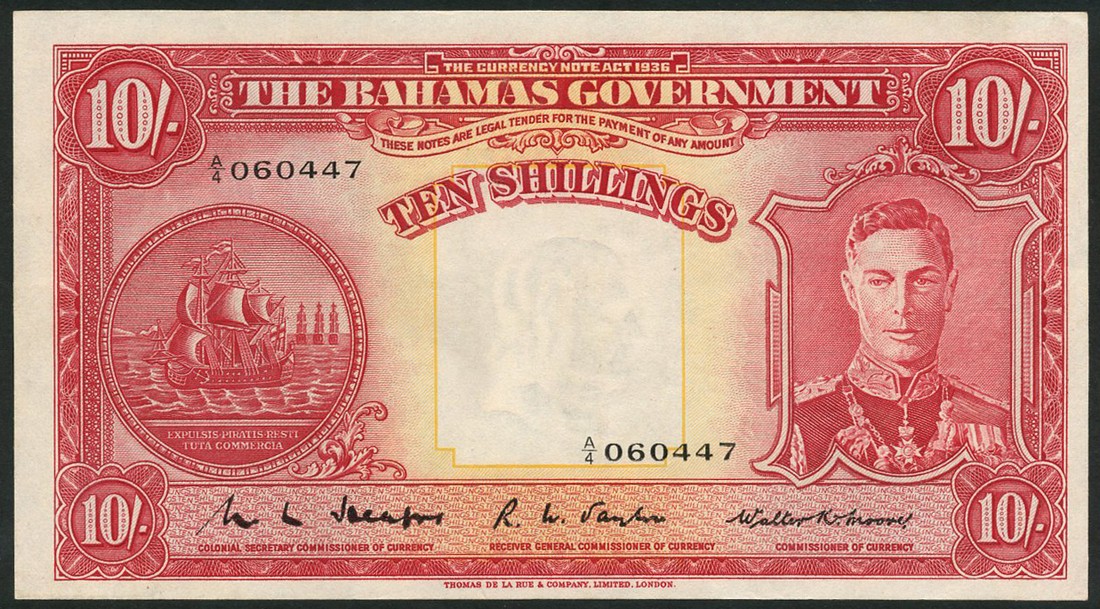 THE CURRENCY NOTE ACT 1936
10/- THE BAHAMAS GOVERNMENT 10/-
THESE NOTES ARE LEGAL TENDER FOR THE PAYMENT OF ANY AMOUNT
A/4 060447
TEN SHILLINGS
EXPULSIS·PIRATIS·RESTI
TUTA COMMERCIA
A/4 060447
10/- 10/-
R. W. Walter K. Moore
COLONIAL SECRETARY COMMISSIONER OF CURRENCY RECEIVER GENERAL COMMISSIONER OF CURRENCY COMMISSIONER OF CURRENCY
THOMAS DE LA RUE & COMPANY, LIMITED, LONDON.